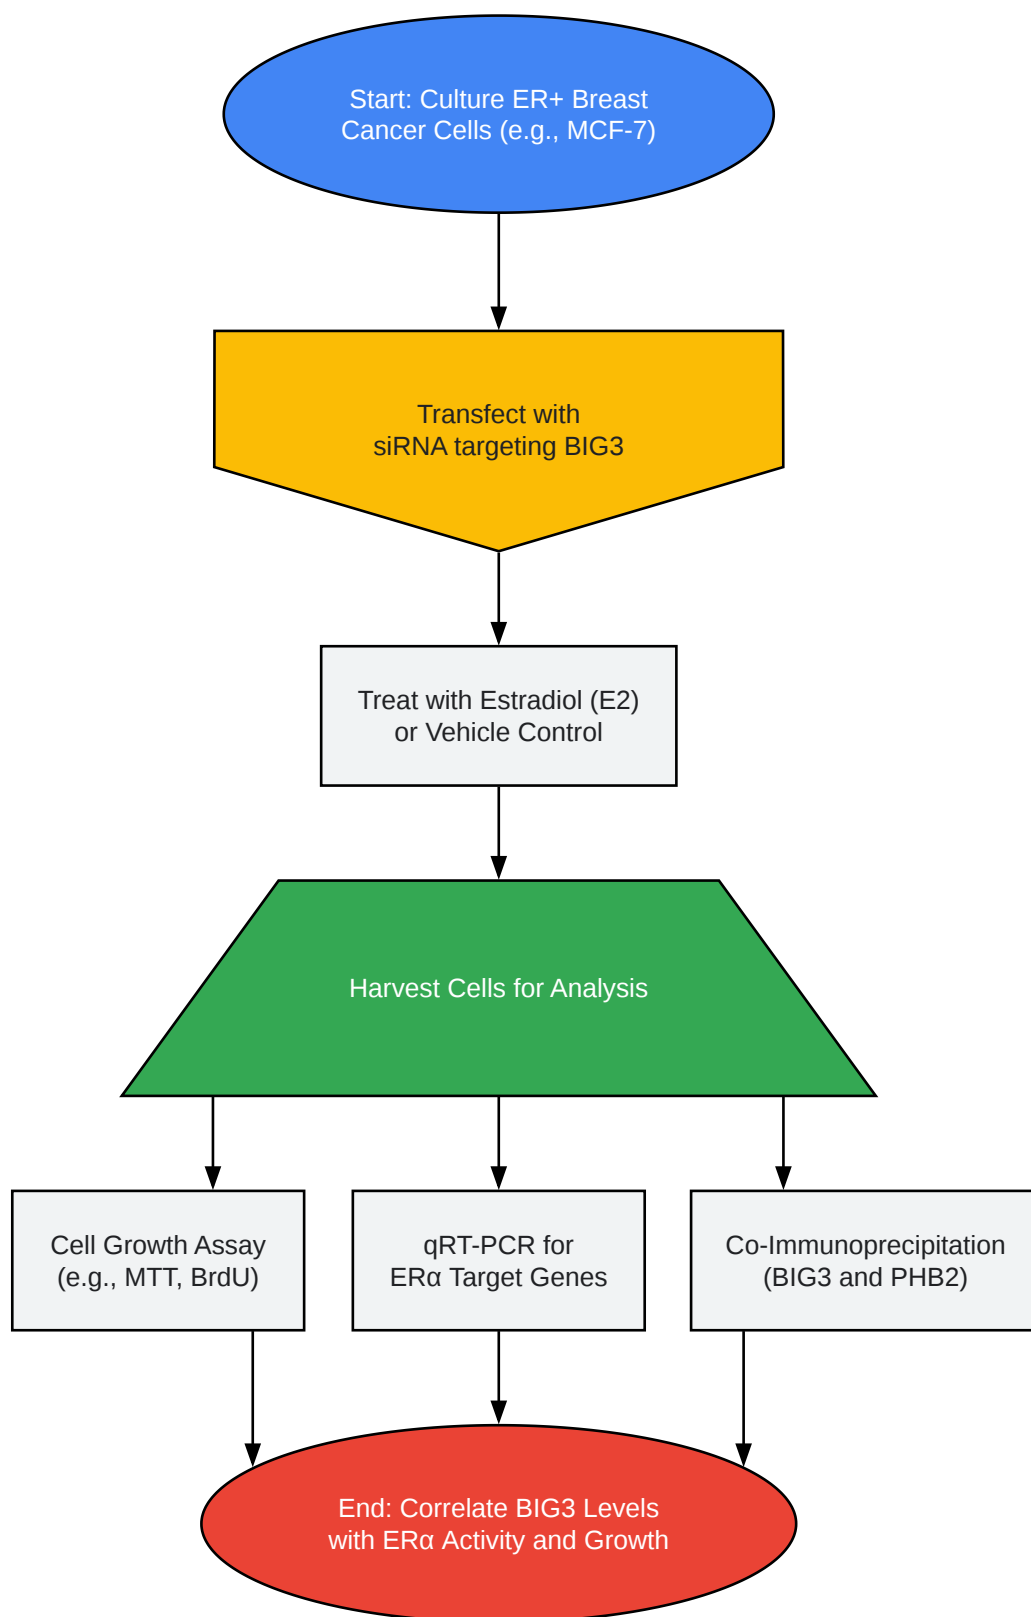 Start: Culture ER+ Breast
Cancer Cells (e.g., MCF-7)
Transfect with
siRNA targeting BIG3
Treat with Estradiol (E2)
or Vehicle Control
Harvest Cells for Analysis
Cell Growth Assay
(e.g., MTT, BrdU)
qRT-PCR for
ERα Target Genes
Co-Immunoprecipitation
(BIG3 and PHB2)
End: Correlate BIG3 Levels
with ERα Activity and Growth